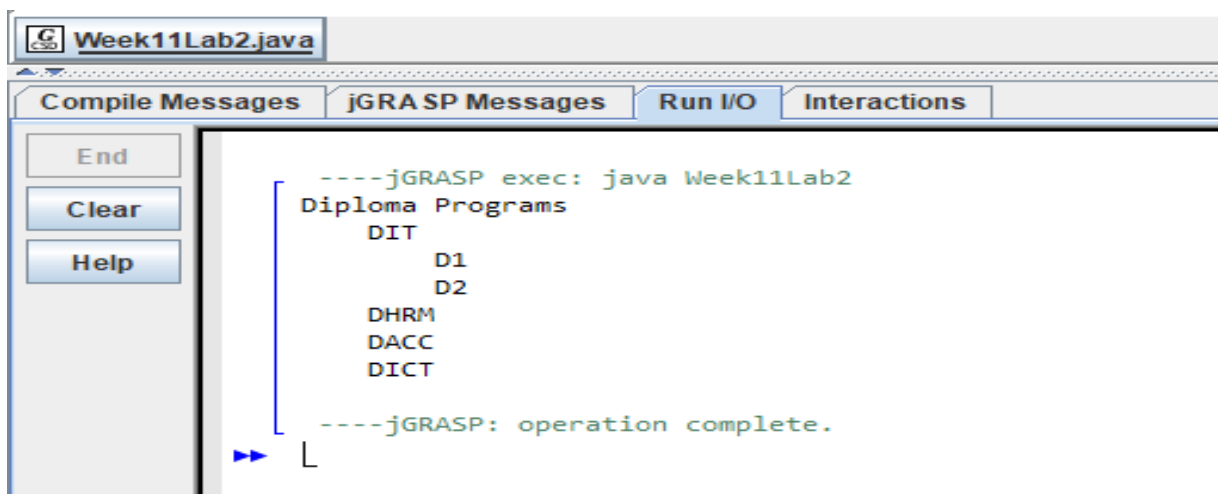 Week11Lab2.java
Compile Messages jGRASP Messages Run I/O Interactions
End
Clear
Help
----jGRASP exec: java Week11Lab2
Diploma Programs
DIT
D1
D2
DHRM
DACC
DICT
----jGRASP: operation complete.